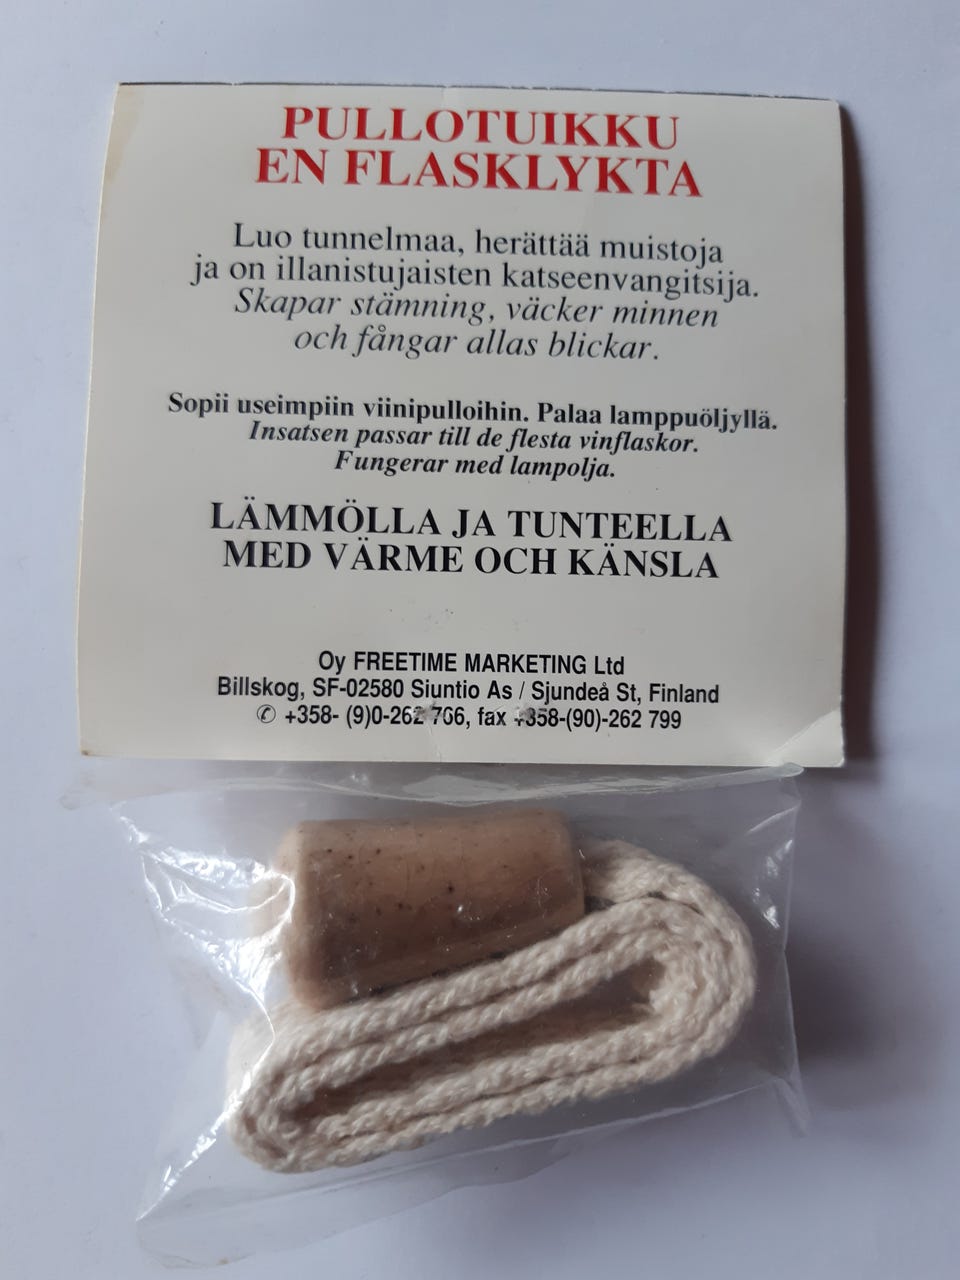 PULLOTUIKKU
EN FLASKLYKTA
Luo tunnelmaa, herättää muistoja
ja on illanistujaisten katseenvangitsija.
Skapar stämning, väcker minnen
och fångar allas blickar.
Sopii useimpiin viinipulloihin. Palaa lamppuöljyllä.
Insatsen passar till de flesta vinflaskor.
Fungerar med lampolja.
LÄMMÖLLA JA TUNTEELLA
MED VÄRME OCH KÄNSLA
Oy FREETIME MARKETING Ltd
Billskog, SF-02580 Siuntio As / Sjundeå St, Finland
✆ +358- (9)0-262 766, fax +358-(90)-262 799